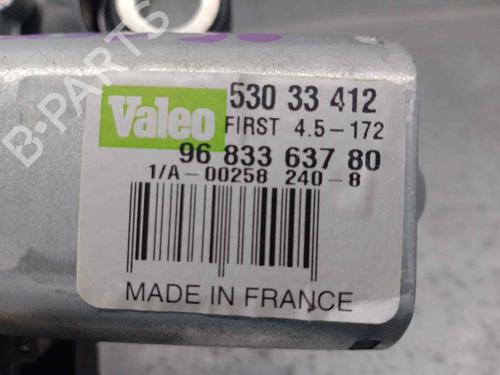 B-PARTS
Valeo
530 33 412
FIRST 4.5-172
96 833 637 80
1/A-00258 240-8
MADE IN FRANCE